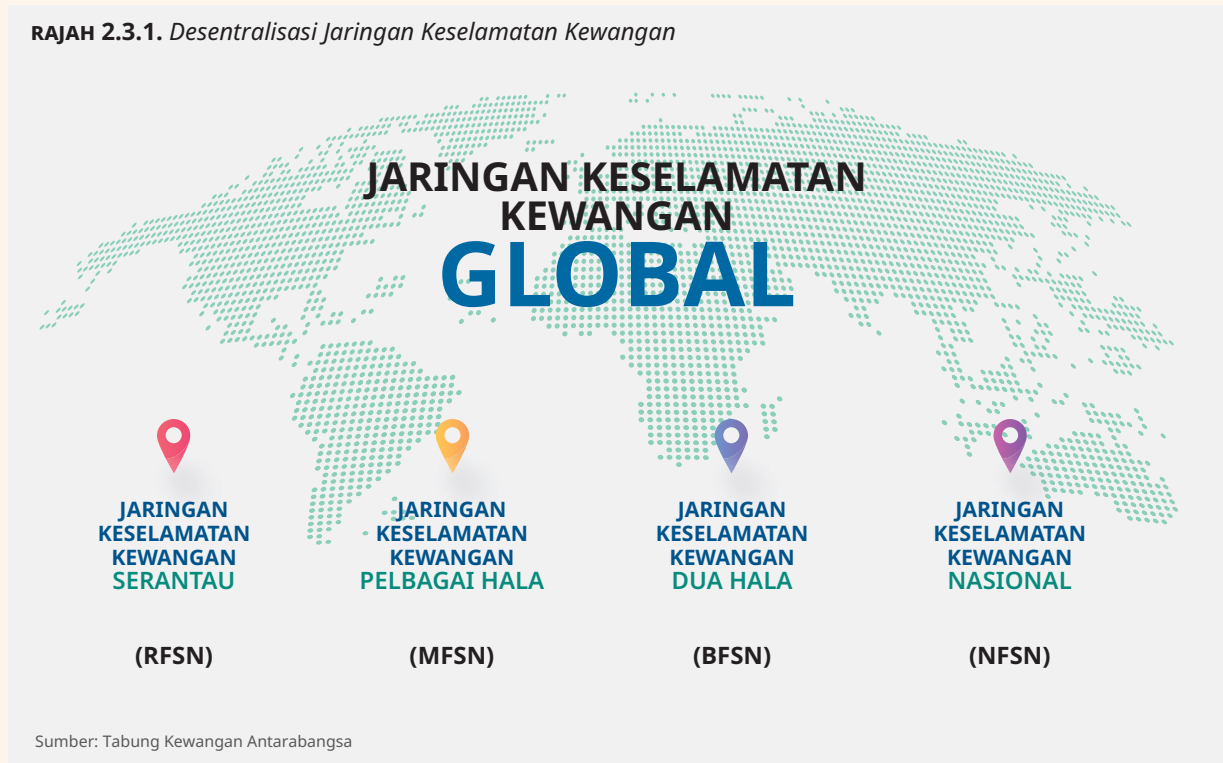 RAJAH 2.3.1. Desentralisasi Jaringan Keselamatan Kewangan
JARINGAN KESELAMATAN
KEWANGAN
GLOBAL
JARINGAN
KESELAMATAN
KEWANGAN
SERANTAU
(RFSN)
JARINGAN
KESELAMATAN
KEWANGAN
PELBAGAI HALA
(MFSN)
JARINGAN
KESELAMATAN
KEWANGAN
DUA HALA
(BFSN)
JARINGAN
KESELAMATAN
KEWANGAN
NASIONAL
(NFSN)
Sumber: Tabung Kewangan Antarabangsa